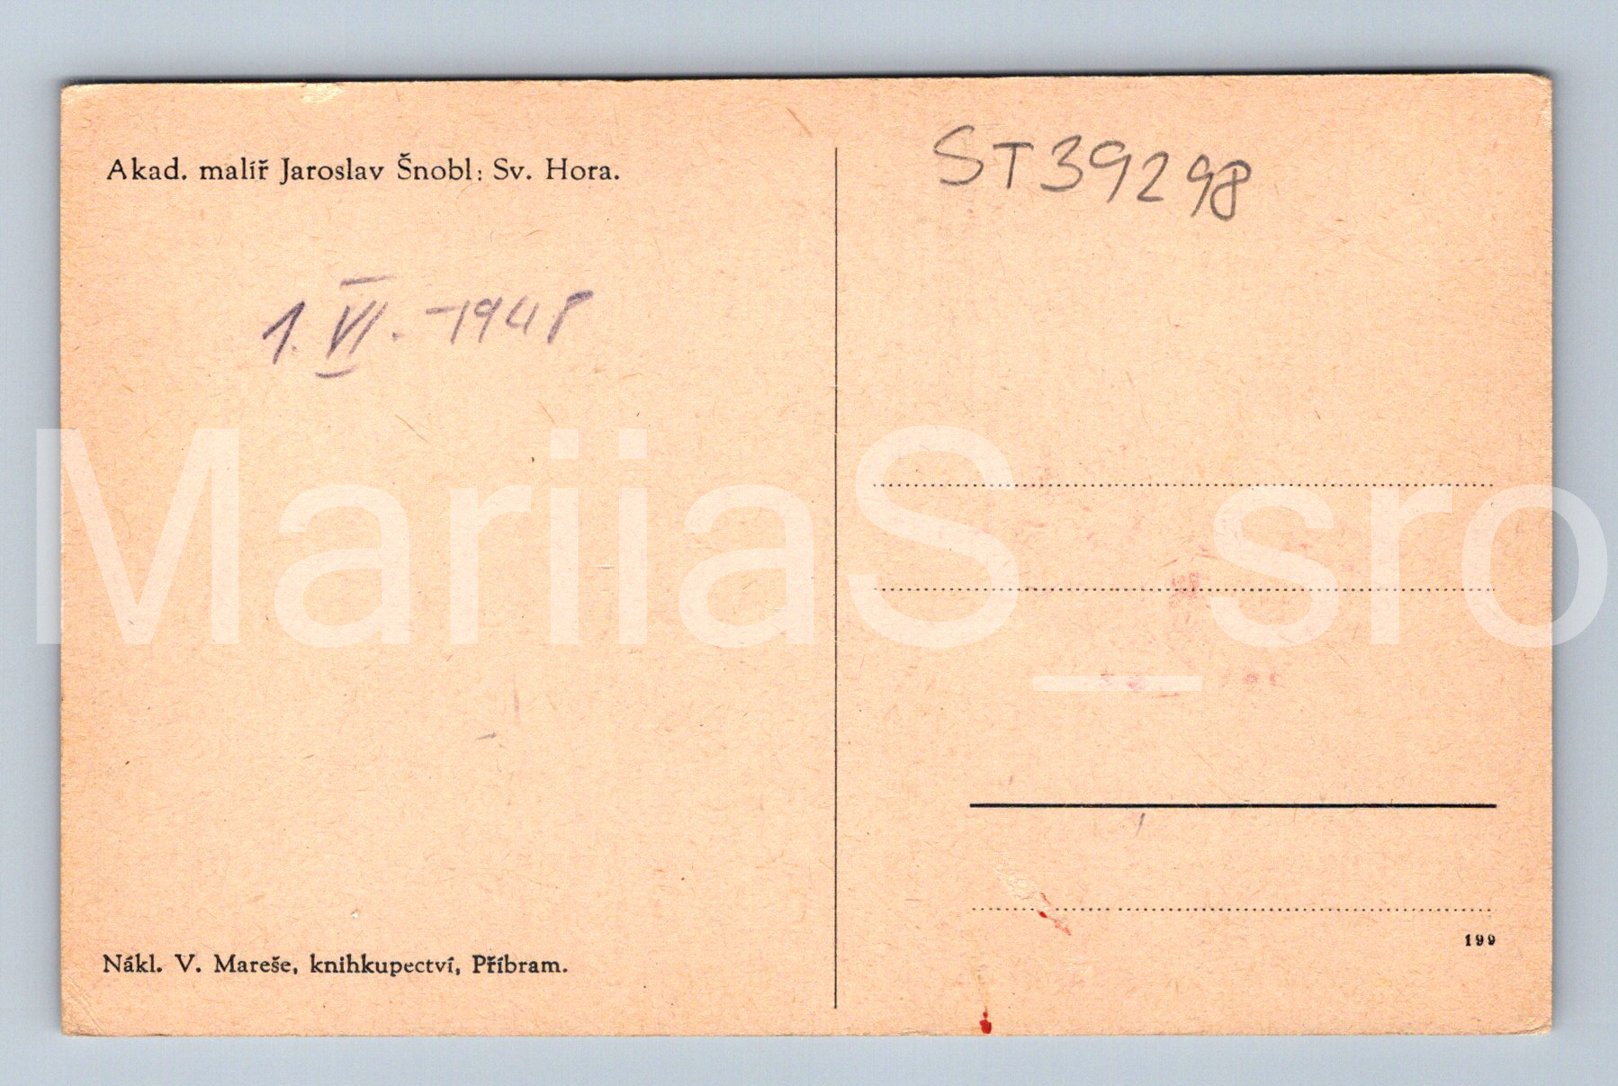 Akad. malíř Jaroslav Šnobl: Sv. Hora.
ST39298
1. VI. -1948
MariiaS_sro
199
Nákl. V. Mareše, knihkupectví, Příbram.